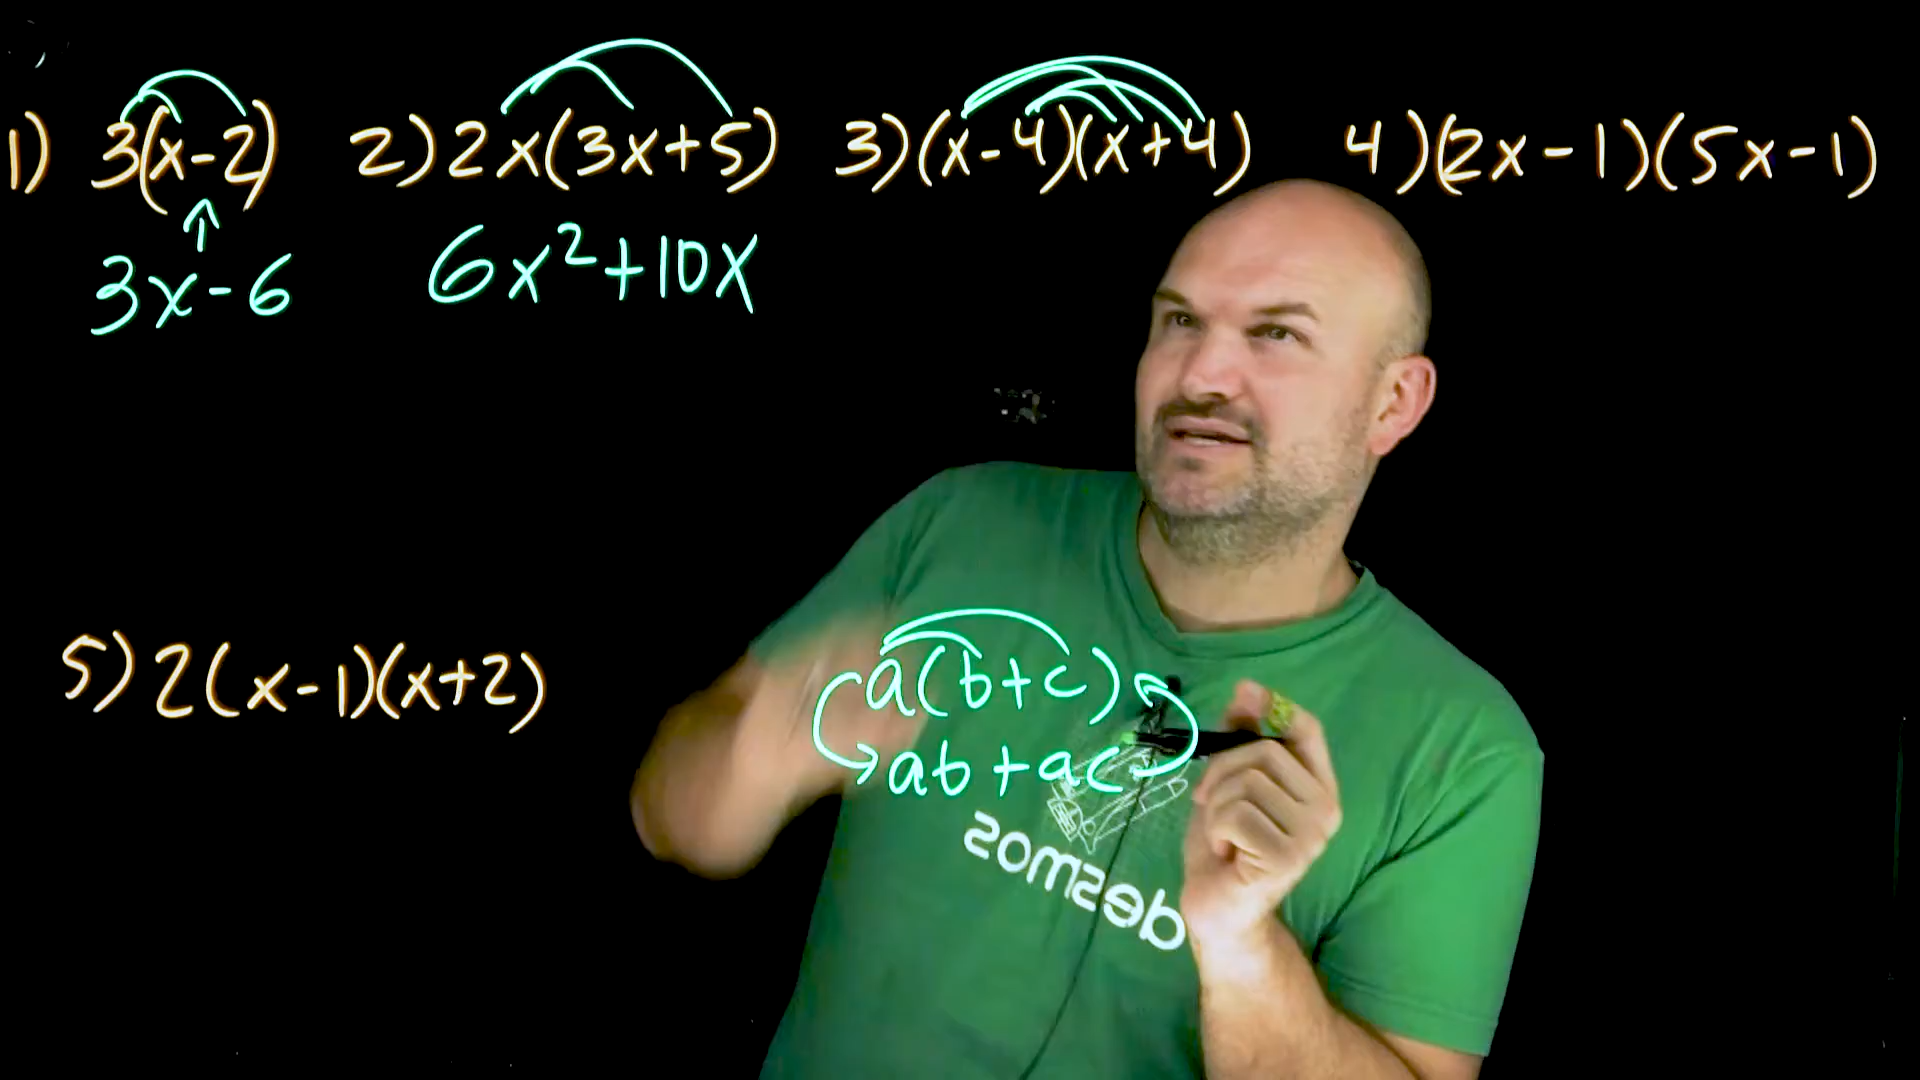 1) 3(x-2) 2) 2x(3x+5) 3) (x-4)(x+4) 4) (2x-1)(5x-1)
3x-6 6x²+10x
5) 2(x-1)(x+2) a(b+c)
ab+ac
desmos